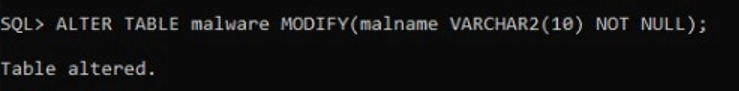 SQL> ALTER TABLE malware MODIFY(malname VARCHAR2(10) NOT NULL);
Table altered.